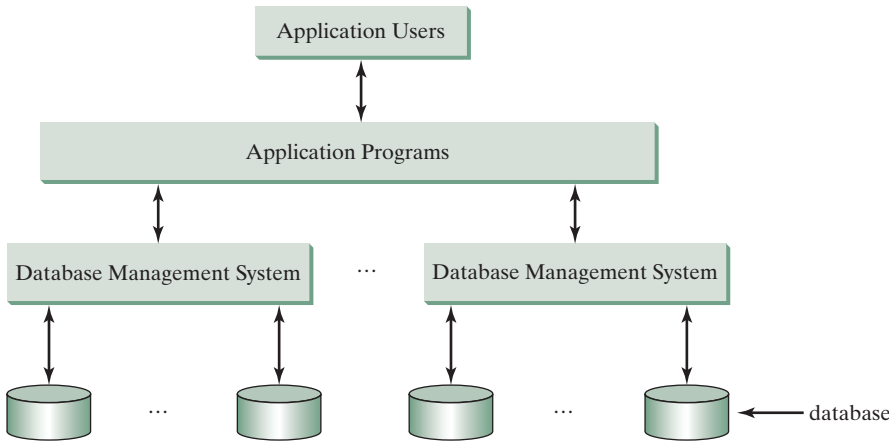 Application Users
Application Programs
Database Management System
...
Database Management System
...
...
database